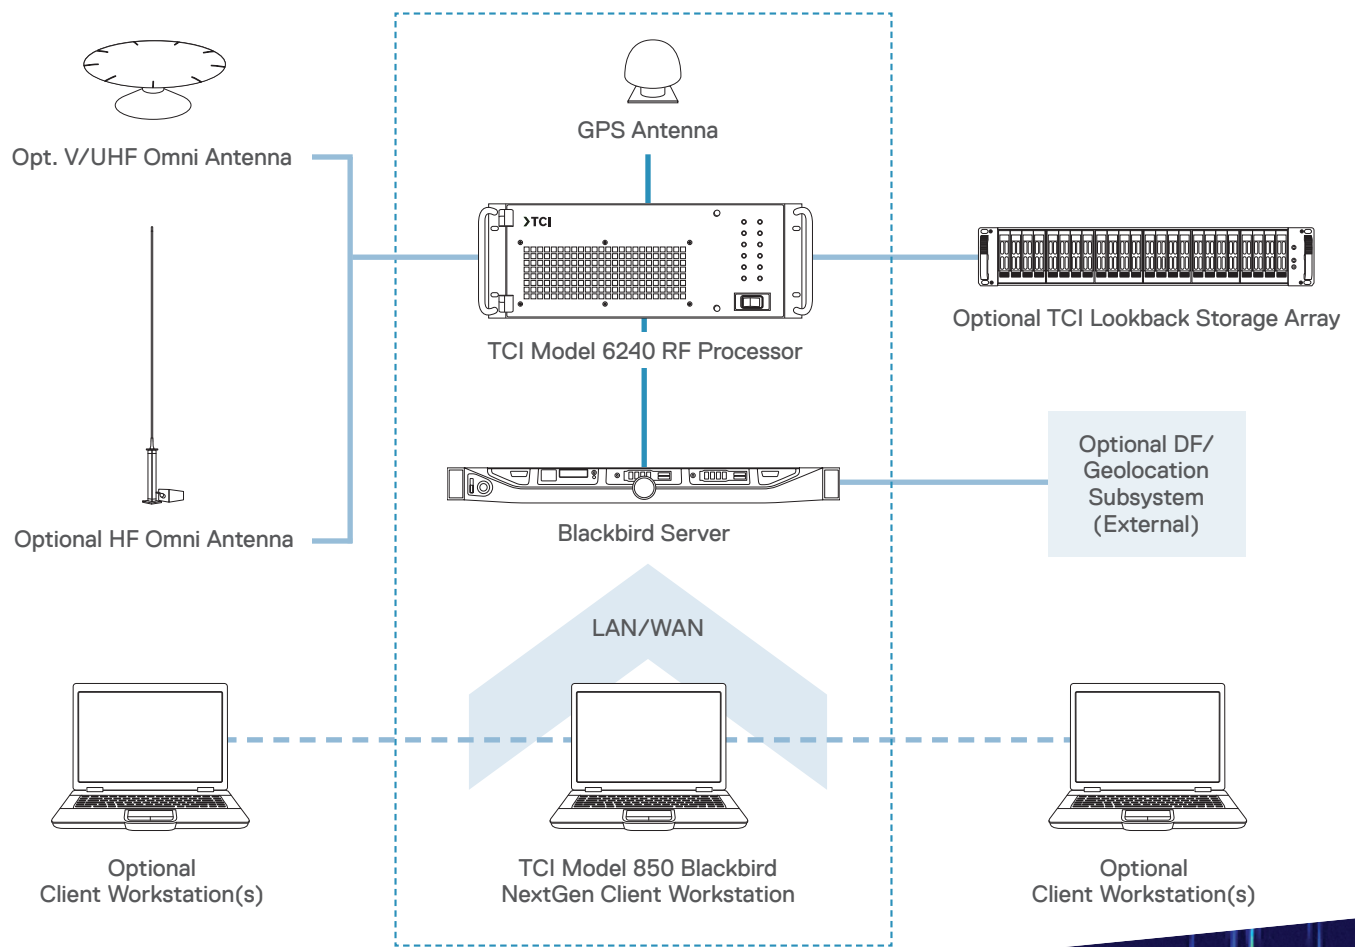 GPS Antenna
Opt. V/UHF Omni Antenna
TCI
TCI Model 6240 RF Processor
Optional TCI Lookback Storage Array
Optional DF/
Geolocation
Subsystem
(External)
Optional HF Omni Antenna
Blackbird Server
LAN/WAN
Optional
Client Workstation(s)
TCI Model 850 Blackbird
NextGen Client Workstation
Optional
Client Workstation(s)